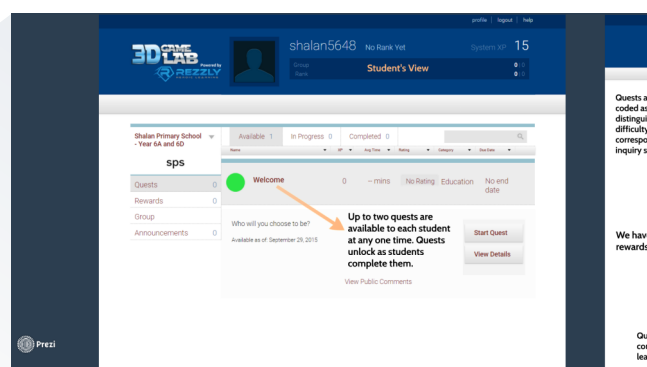 profile | logout | help
3D GAME LAB
Powered by
REZZLY
shalan5648 No Rank Yet System XP 15
Group 0 | 0
Rank 0 | 0
Student's View
Shalan Primary School - Year 6A and 6D
sps
Quests 0
Rewards 0
Group
Announcements 0
Available 1 In Progress 0 Completed 0
Name XP Avg Time Rating Category Due Date
Welcome 0 ~ mins No Rating Education No end date
Who will you choose to be?
Available as of: September 29, 2015
Up to two quests are
available to each student
at any one time. Quests
unlock as students
complete them.
Start Quest
View Details
View Public Comments
Prezi
Quests a
coded as
distingui
difficulty
correspo
inquiry s
We have
rewards
Qu
co
lea